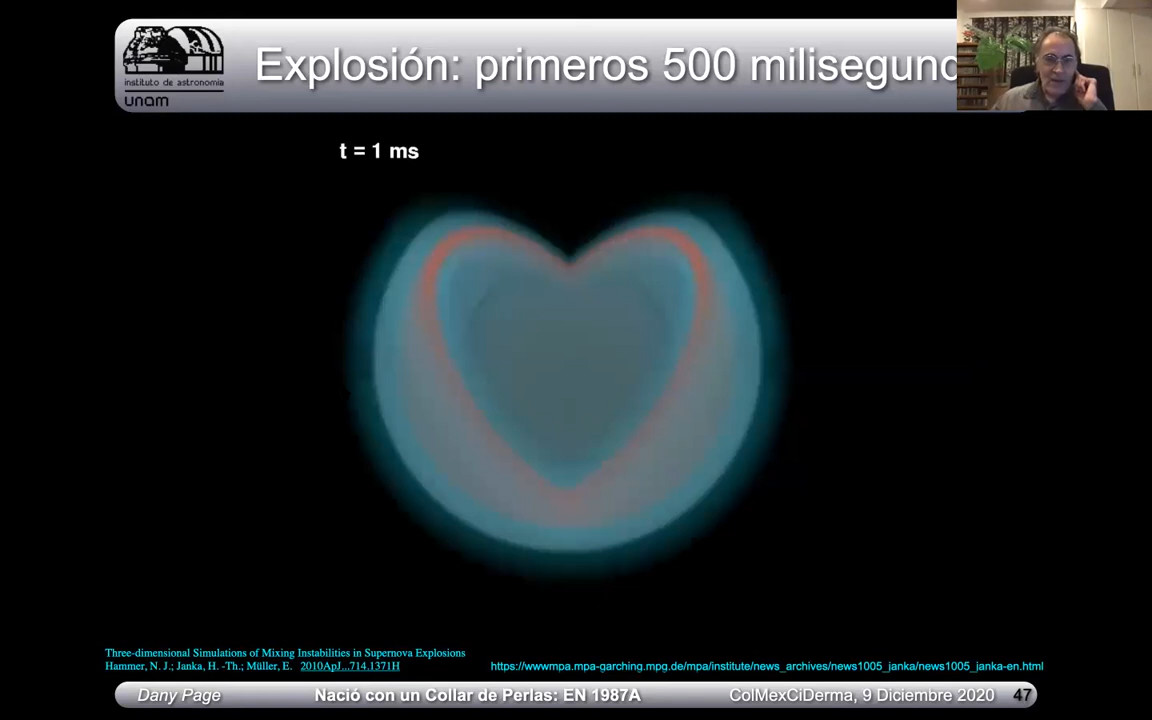 instituto de astronomia
unam
Explosión: primeros 500 milisegund
t = 1 ms
Three-dimensional Simulations of Mixing Instabilities in Supernova Explosions
Hammer, N. J.; Janka, H. -Th.; Müller, E. 2010ApJ...714.1371H
https://wwwmpa.mpa-garching.mpg.de/mpa/institute/news_archives/news1005_janka/news1005_janka-en.html
Dany Page
Nació con un Collar de Perlas: EN 1987A
ColMexCiDerma, 9 Diciembre 2020
47